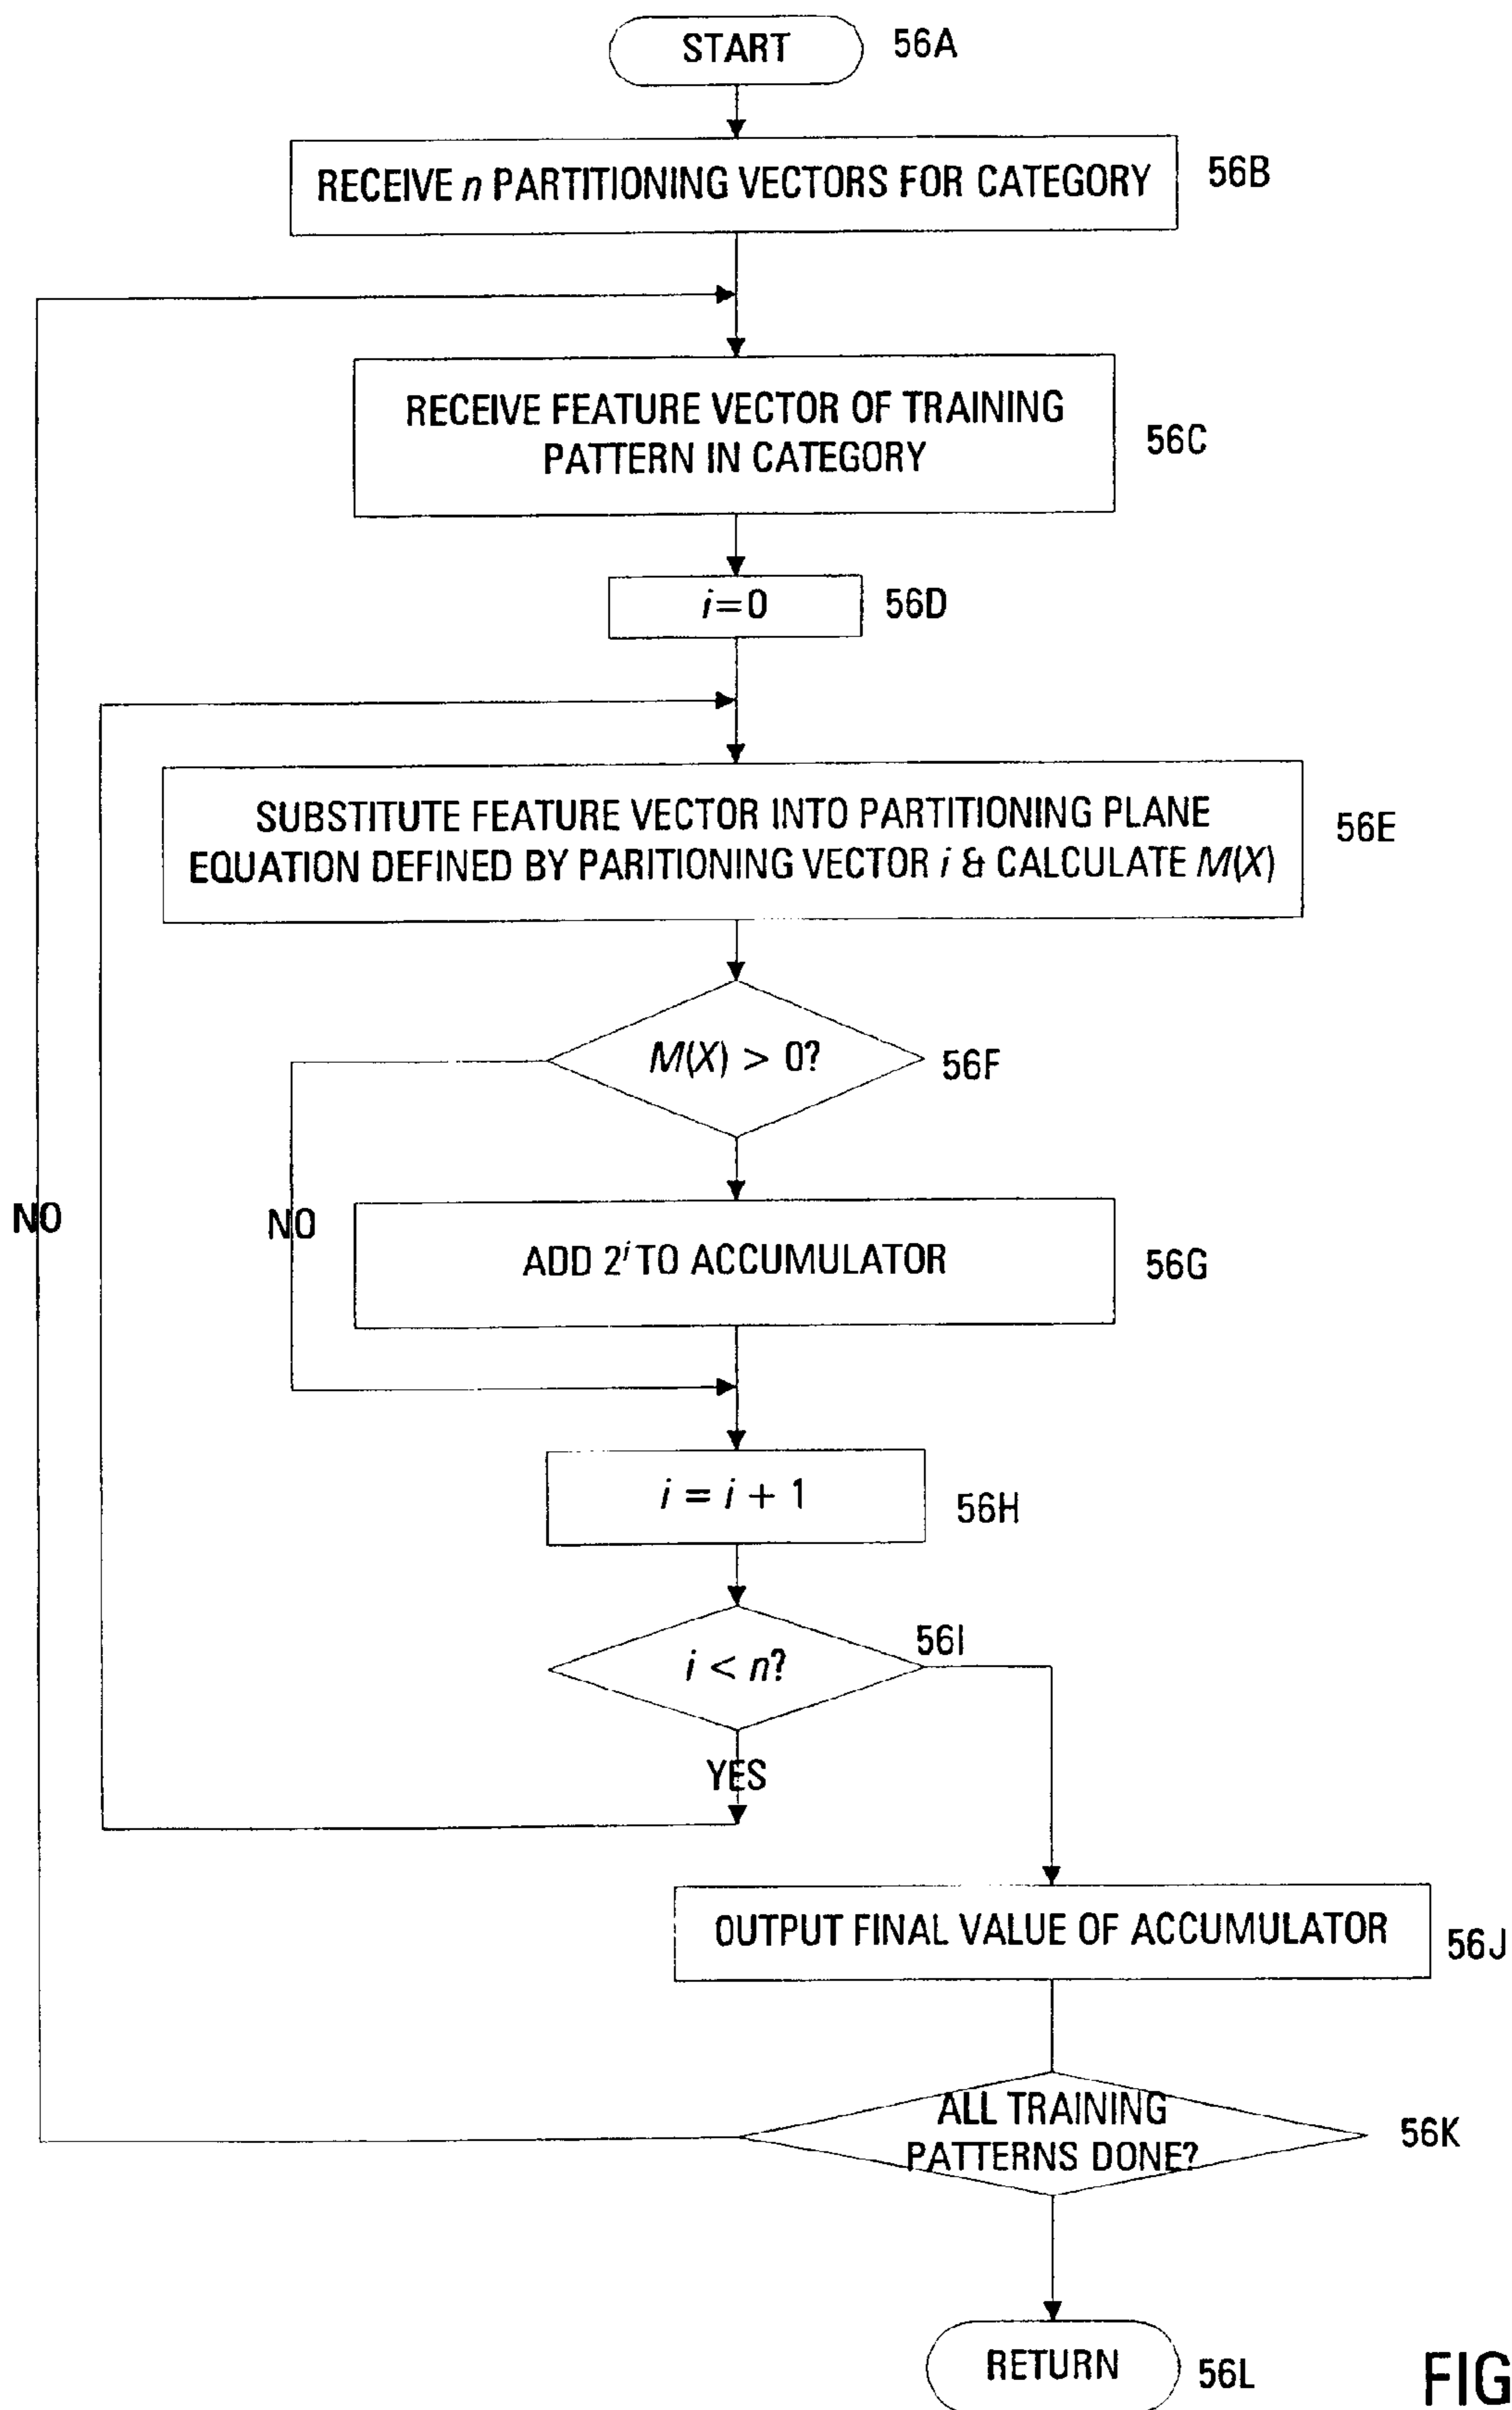 START 56A
RECEIVE n PARTITIONING VECTORS FOR CATEGORY 56B
RECEIVE FEATURE VECTOR OF TRAINING
PATTERN IN CATEGORY
56C
i=0 56D
SUBSTITUTE FEATURE VECTOR INTO PARTITIONING PLANE
EQUATION DEFINED BY PARITIONING VECTOR i & CALCULATE M(X)
56E
M(X) > 0? 56F
NO
NO
ADD 2^i TO ACCUMULATOR 56G
i = i + 1 56H
i < n? 56I
YES
OUTPUT FINAL VALUE OF ACCUMULATOR 56J
ALL TRAINING
PATTERNS DONE?
56K
RETURN 56L
FIG